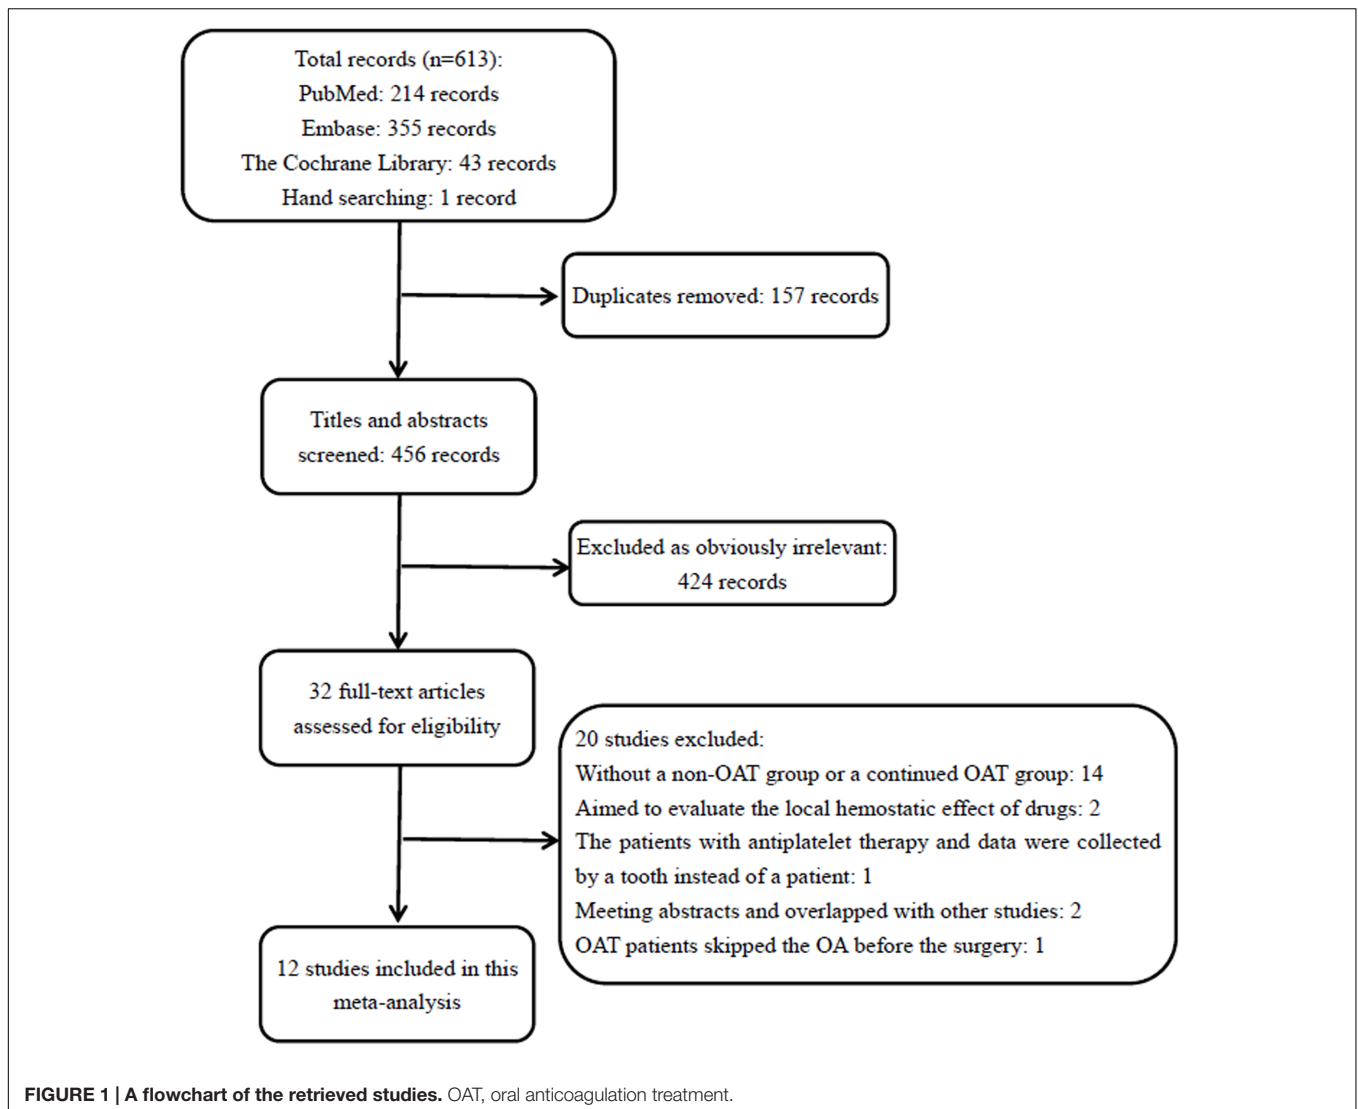 Total records (n=613):
PubMed: 214 records
Embase: 355 records
The Cochrane Library: 43 records
Hand searching: 1 record
Duplicates removed: 157 records
Titles and abstracts
screened: 456 records
Excluded as obviously irrelevant:
424 records
32 full-text articles
assessed for eligibility
20 studies excluded:
Without a non-OAT group or a continued OAT group: 14
Aimed to evaluate the local hemostatic effect of drugs: 2
The patients with antiplatelet therapy and data were collected
by a tooth instead of a patient: 1
Meeting abstracts and overlapped with other studies: 2
OAT patients skipped the OA before the surgery: 1
12 studies included in this
meta-analysis
FIGURE 1 | A flowchart of the retrieved studies. OAT, oral anticoagulation treatment.